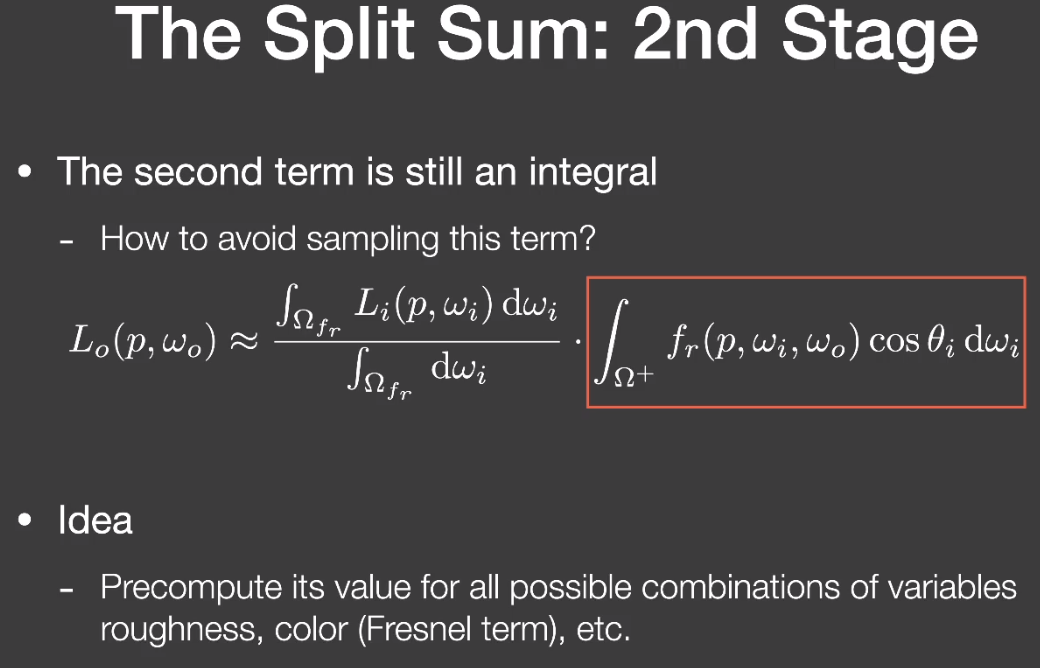 The Split Sum: 2nd Stage
• The second term is still an integral
- How to avoid sampling this term?
$L_o(p, \omega_o) \approx \frac{\int_{\Omega_{f_r}} L_i(p, \omega_i) \, \mathrm{d}\omega_i}{\int_{\Omega_{f_r}} \mathrm{d}\omega_i} \cdot \int_{\Omega^+} f_r(p, \omega_i, \omega_o) \cos\theta_i \, \mathrm{d}\omega_i$
• Idea
- Precompute its value for all possible combinations of variables
roughness, color (Fresnel term), etc.